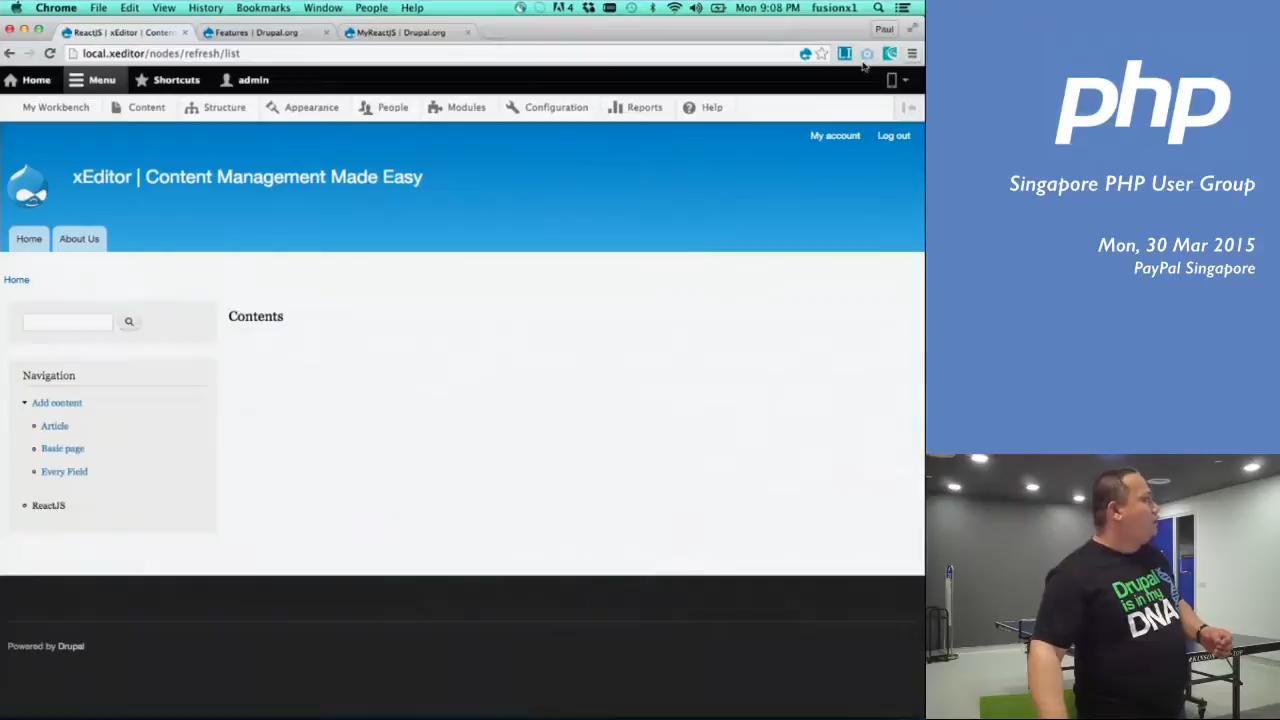 Chrome File Edit View History Bookmarks Window People Help 4 Mon 9:08 PM fusionx1
ReactJS | xEditor | Conten × Features | Drupal.org × MyReactJS | Drupal.org × Paul
local.xeditor/nodes/refresh/list
Home Menu Shortcuts admin
My Workbench Content Structure Appearance People Modules Configuration Reports Help
My account Log out
xEditor | Content Management Made Easy
Home About Us
Home
Contents
Navigation
Add content
Article
Basic page
Every Field
ReactJS
Powered by Drupal
php
Singapore PHP User Group
Mon, 30 Mar 2015
PayPal Singapore
Drupal
is in my
DNA